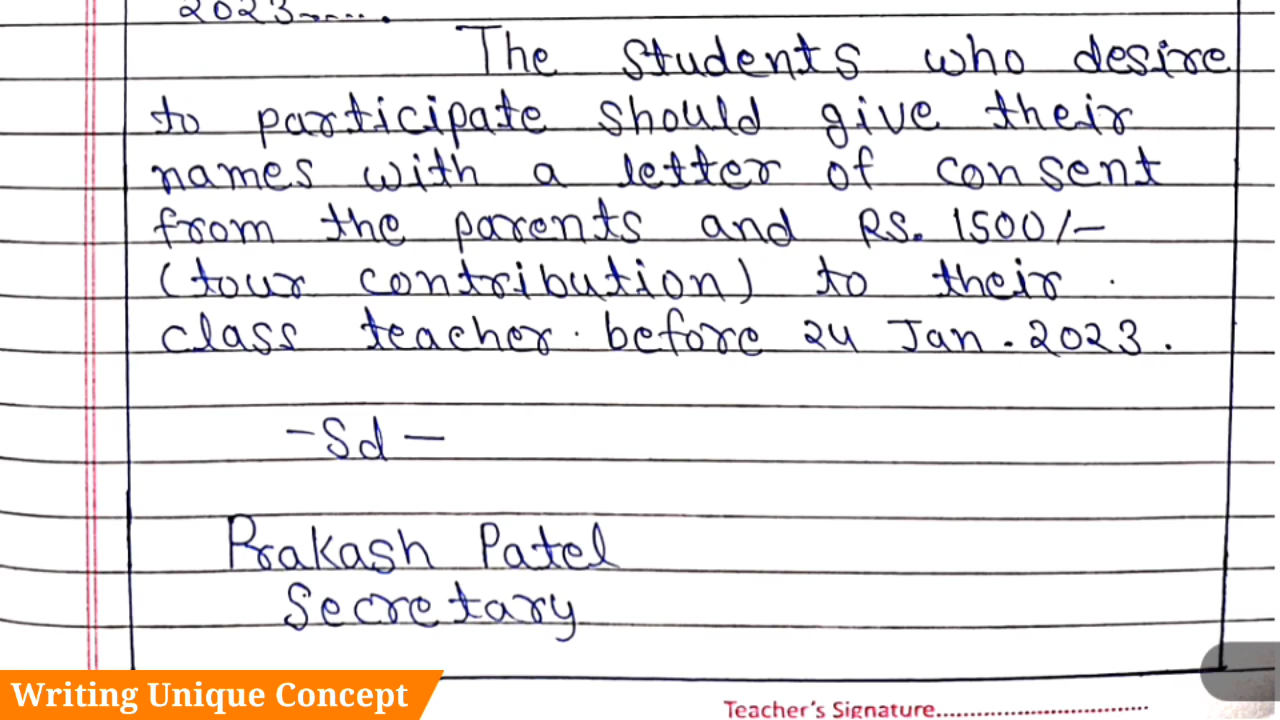 2023-----.
The students who desire
to participate should give their
names with a letter of consent
from the parents and RS. 1500/-
(tour contribution) to their
class teacher. before 24 Jan. 2023.
-Sd-
Prakash Patel
Secretary
Writing Unique Concept
Teacher's Signature........................................